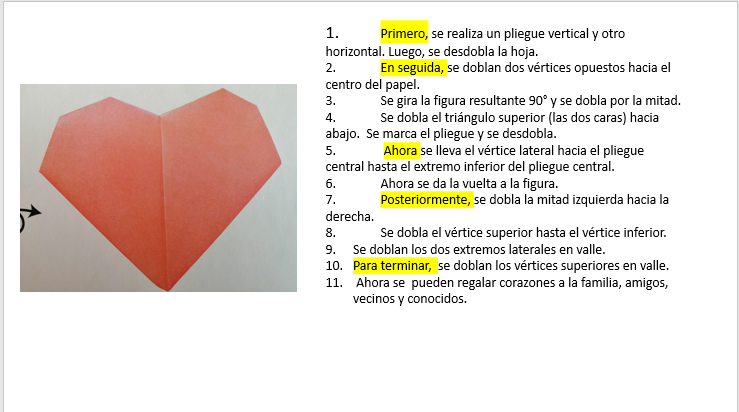 1. Primero, se realiza un pliegue vertical y otro
horizontal. Luego, se desdobla la hoja.
2. En seguida, se doblan dos vértices opuestos hacia el
centro del papel.
3. Se gira la figura resultante 90° y se dobla por la mitad.
4. Se dobla el triángulo superior (las dos caras) hacia
abajo. Se marca el pliegue y se desdobla.
5. Ahora se lleva el vértice lateral hacia el pliegue
central hasta el extremo inferior del pliegue central.
6. Ahora se da la vuelta a la figura.
7. Posteriormente, se dobla la mitad izquierda hacia la
derecha.
8. Se dobla el vértice superior hasta el vértice inferior.
9. Se doblan los dos extremos laterales en valle.
10. Para terminar, se doblan los vértices superiores en valle.
11. Ahora se pueden regalar corazones a la familia, amigos,
vecinos y conocidos.